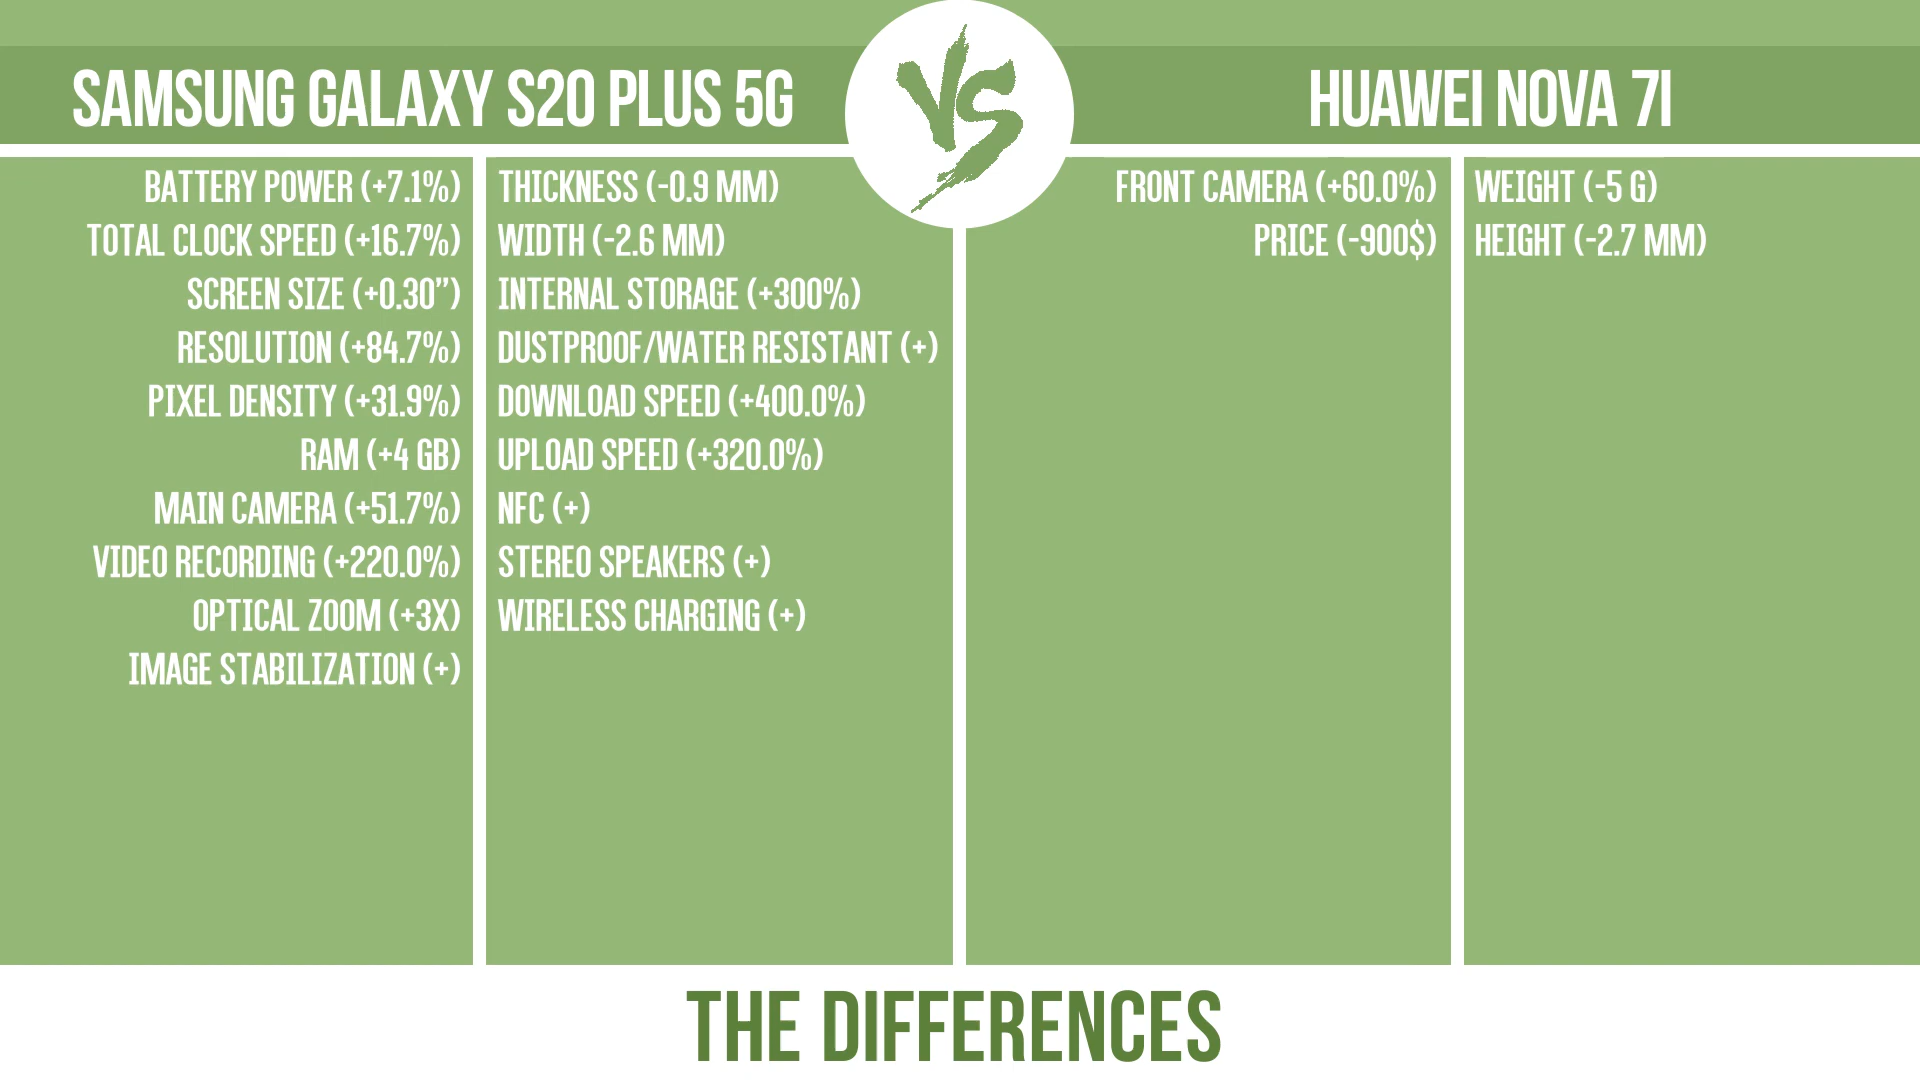 SAMSUNG GALAXY S20 PLUS 5G
VS
HUAWEI NOVA 7I
BATTERY POWER (+7.1%)
TOTAL CLOCK SPEED (+16.7%)
SCREEN SIZE (+0.30”)
RESOLUTION (+84.7%)
PIXEL DENSITY (+31.9%)
RAM (+4 GB)
MAIN CAMERA (+51.7%)
VIDEO RECORDING (+220.0%)
OPTICAL ZOOM (+3X)
IMAGE STABILIZATION (+)
THICKNESS (-0.9 MM)
WIDTH (-2.6 MM)
INTERNAL STORAGE (+300%)
DUSTPROOF/WATER RESISTANT (+)
DOWNLOAD SPEED (+400.0%)
UPLOAD SPEED (+320.0%)
NFC (+)
STEREO SPEAKERS (+)
WIRELESS CHARGING (+)
FRONT CAMERA (+60.0%)
PRICE (-900$)
WEIGHT (-5 G)
HEIGHT (-2.7 MM)
THE DIFFERENCES